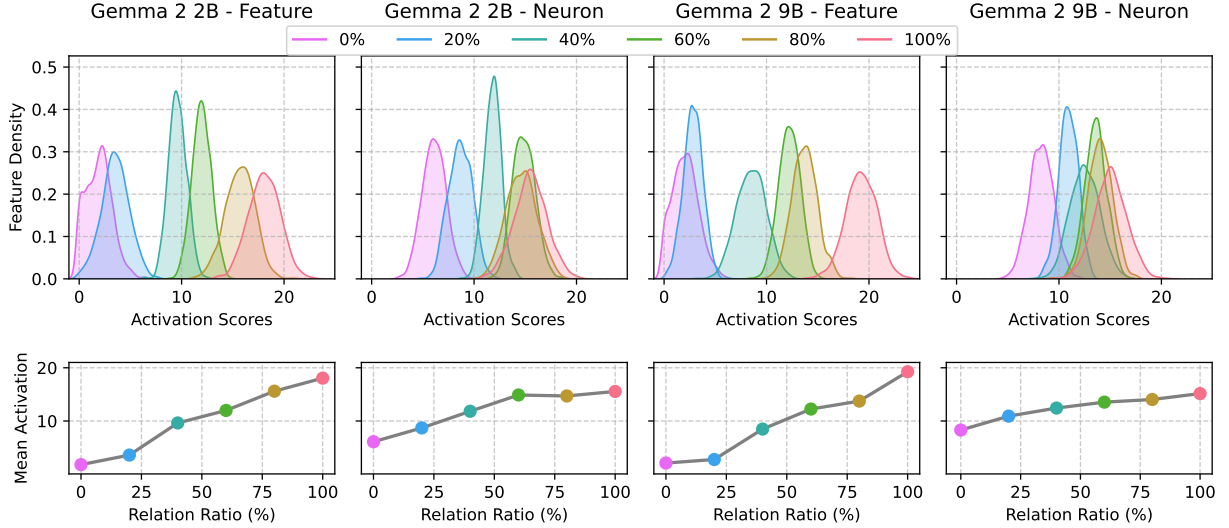 Gemma 2 2B - Feature
Gemma 2 2B - Neuron
Gemma 2 9B - Feature
Gemma 2 9B - Neuron
0% 20% 40% 60% 80% 100%
Feature Density
0.5
0.4
0.3
0.2
0.1
0.0
0 10 20
0 10 20
0 10 20
0 10 20
Activation Scores
Activation Scores
Activation Scores
Activation Scores
Mean Activation
20
10
0 25 50 75 100
0 25 50 75 100
0 25 50 75 100
0 25 50 75 100
Relation Ratio (%)
Relation Ratio (%)
Relation Ratio (%)
Relation Ratio (%)